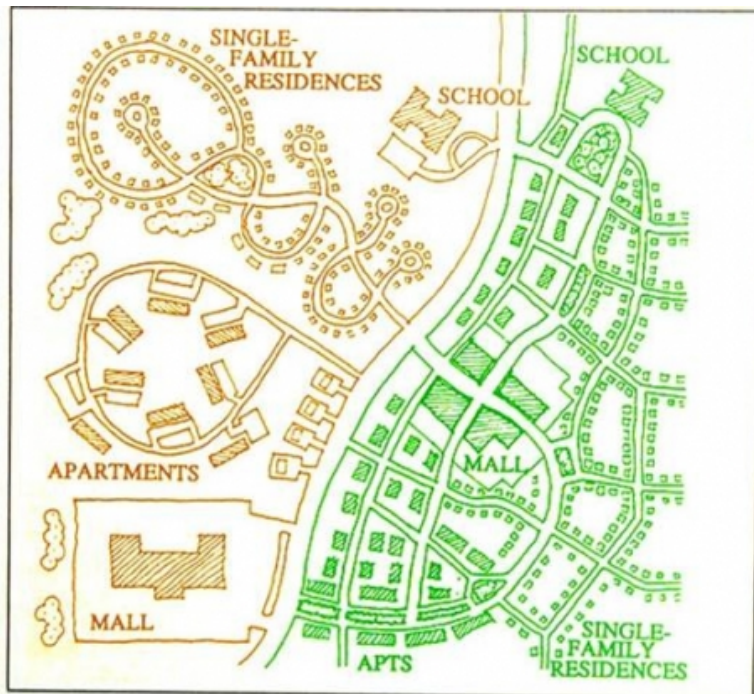 SINGLE-
FAMILY
RESIDENCES
SCHOOL
SCHOOL
APARTMENTS
MALL
MALL
APTS
SINGLE-
FAMILY
RESIDENCES